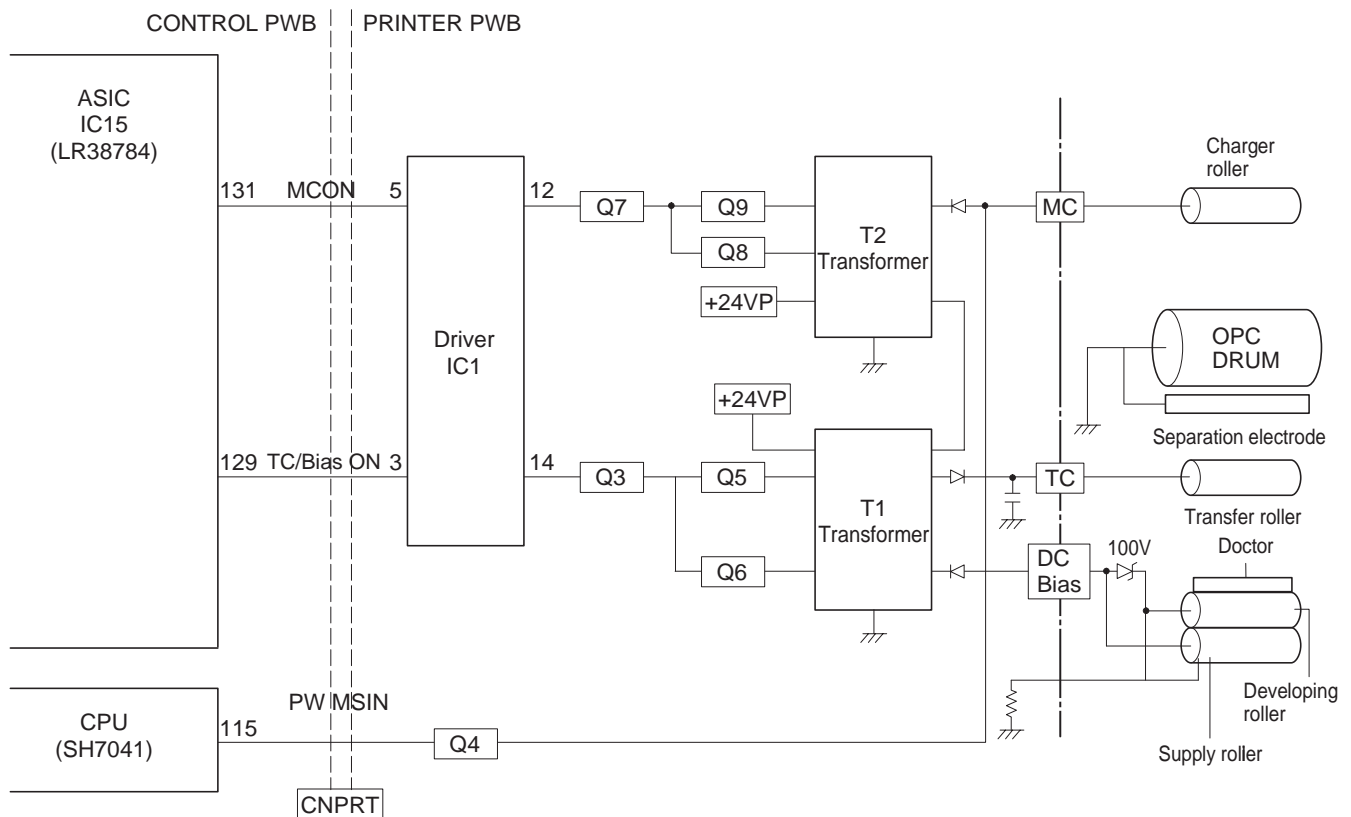 CONTROL PWB
PRINTER PWB
ASIC
IC15
(LR38784)
131
MCON
5
12
Q7
Q9
Q8
+24VP
T2
Transformer
MC
Charger
roller
Driver
IC1
OPC
DRUM
+24VP
Separation electrode
129
TC/Bias ON
3
14
Q3
Q5
Q6
T1
Transformer
TC
Transfer roller
DC
Bias
100V
Doctor
Developing
roller
Supply roller
CPU
(SH7041)
115
PW MSIN
Q4
CNPRT